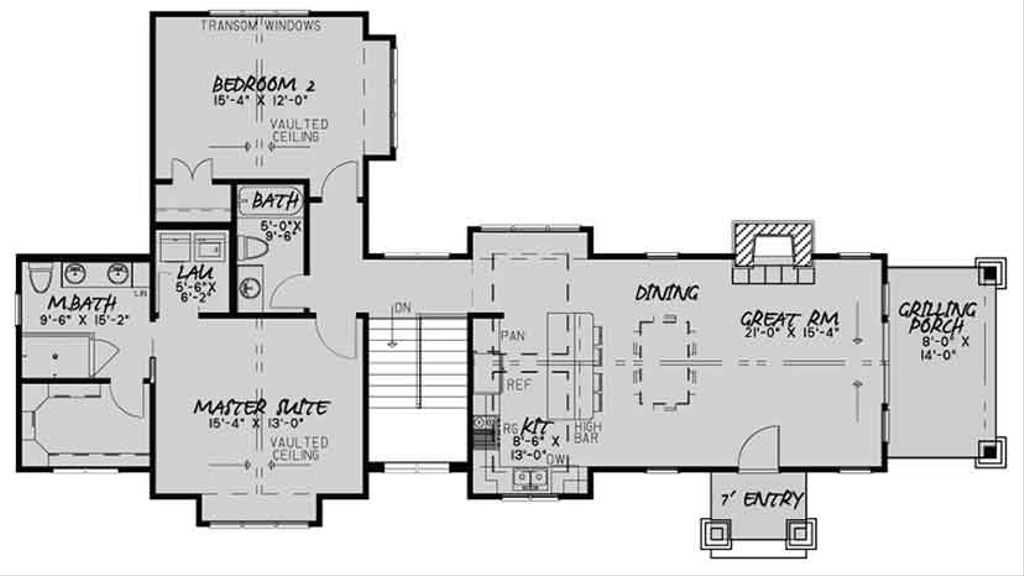 TRANSOM WINDOWS
BEDROOM 2
15'-4" X 12'-0"
VAULTED
CEILING
BATH
5'-0"X
9'-6"
LAU
5'-6"X
6'-2"
LIN
M.BATH
9'-6" X 15'-2"
DN
MASTER SUITE
15'-4" X 13'-0"
VAULTED
CEILING
PAN
REF
RG
KIT
8'-6" X
13'-0"
DW
HIGH
BAR
DINING
GREAT RM
21'-0" X 15'-4"
GRILLING
PORCH
8'-0" X
14'-0"
7' ENTRY